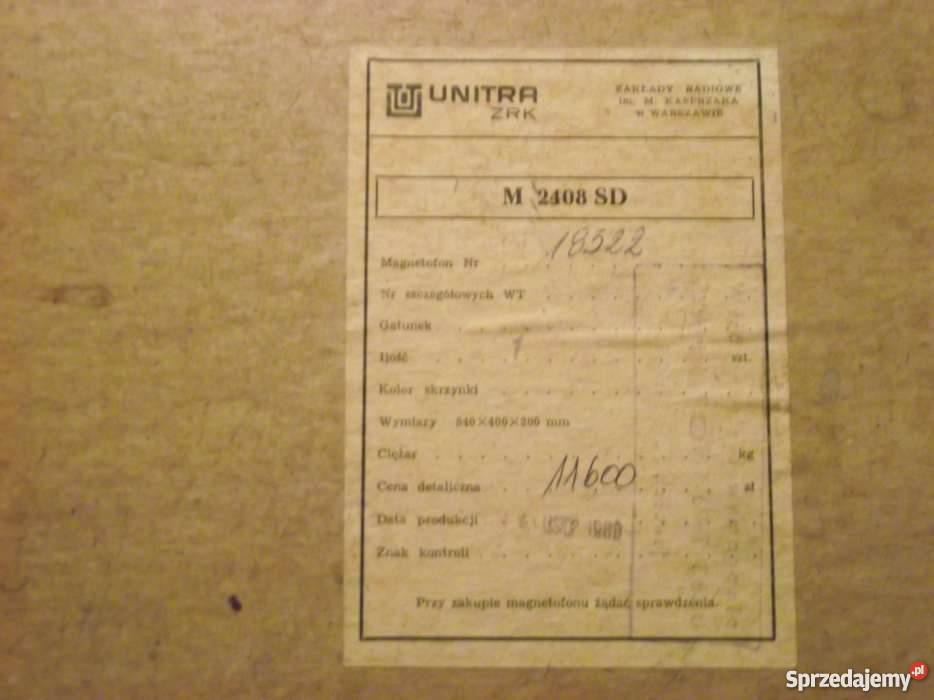 UNITRA
ZRK
ZAKŁADY RADIOWE
im. M. KASPRZAKA
w WARSZAWIE
M 2408 SD
Magnetofon Nr 18322
Nr szczegółowych WT
Gatunek
Ilość 1 szt.
Kolor skrzynki
Wymiary 540×400×200 mm
Ciężar kg
Cena detaliczna 11600 zł
Data produkcji 1980
Znak kontroli
Przy zakupie magnetofonu żądać sprawdzenia.
Sprzedajemy.pl